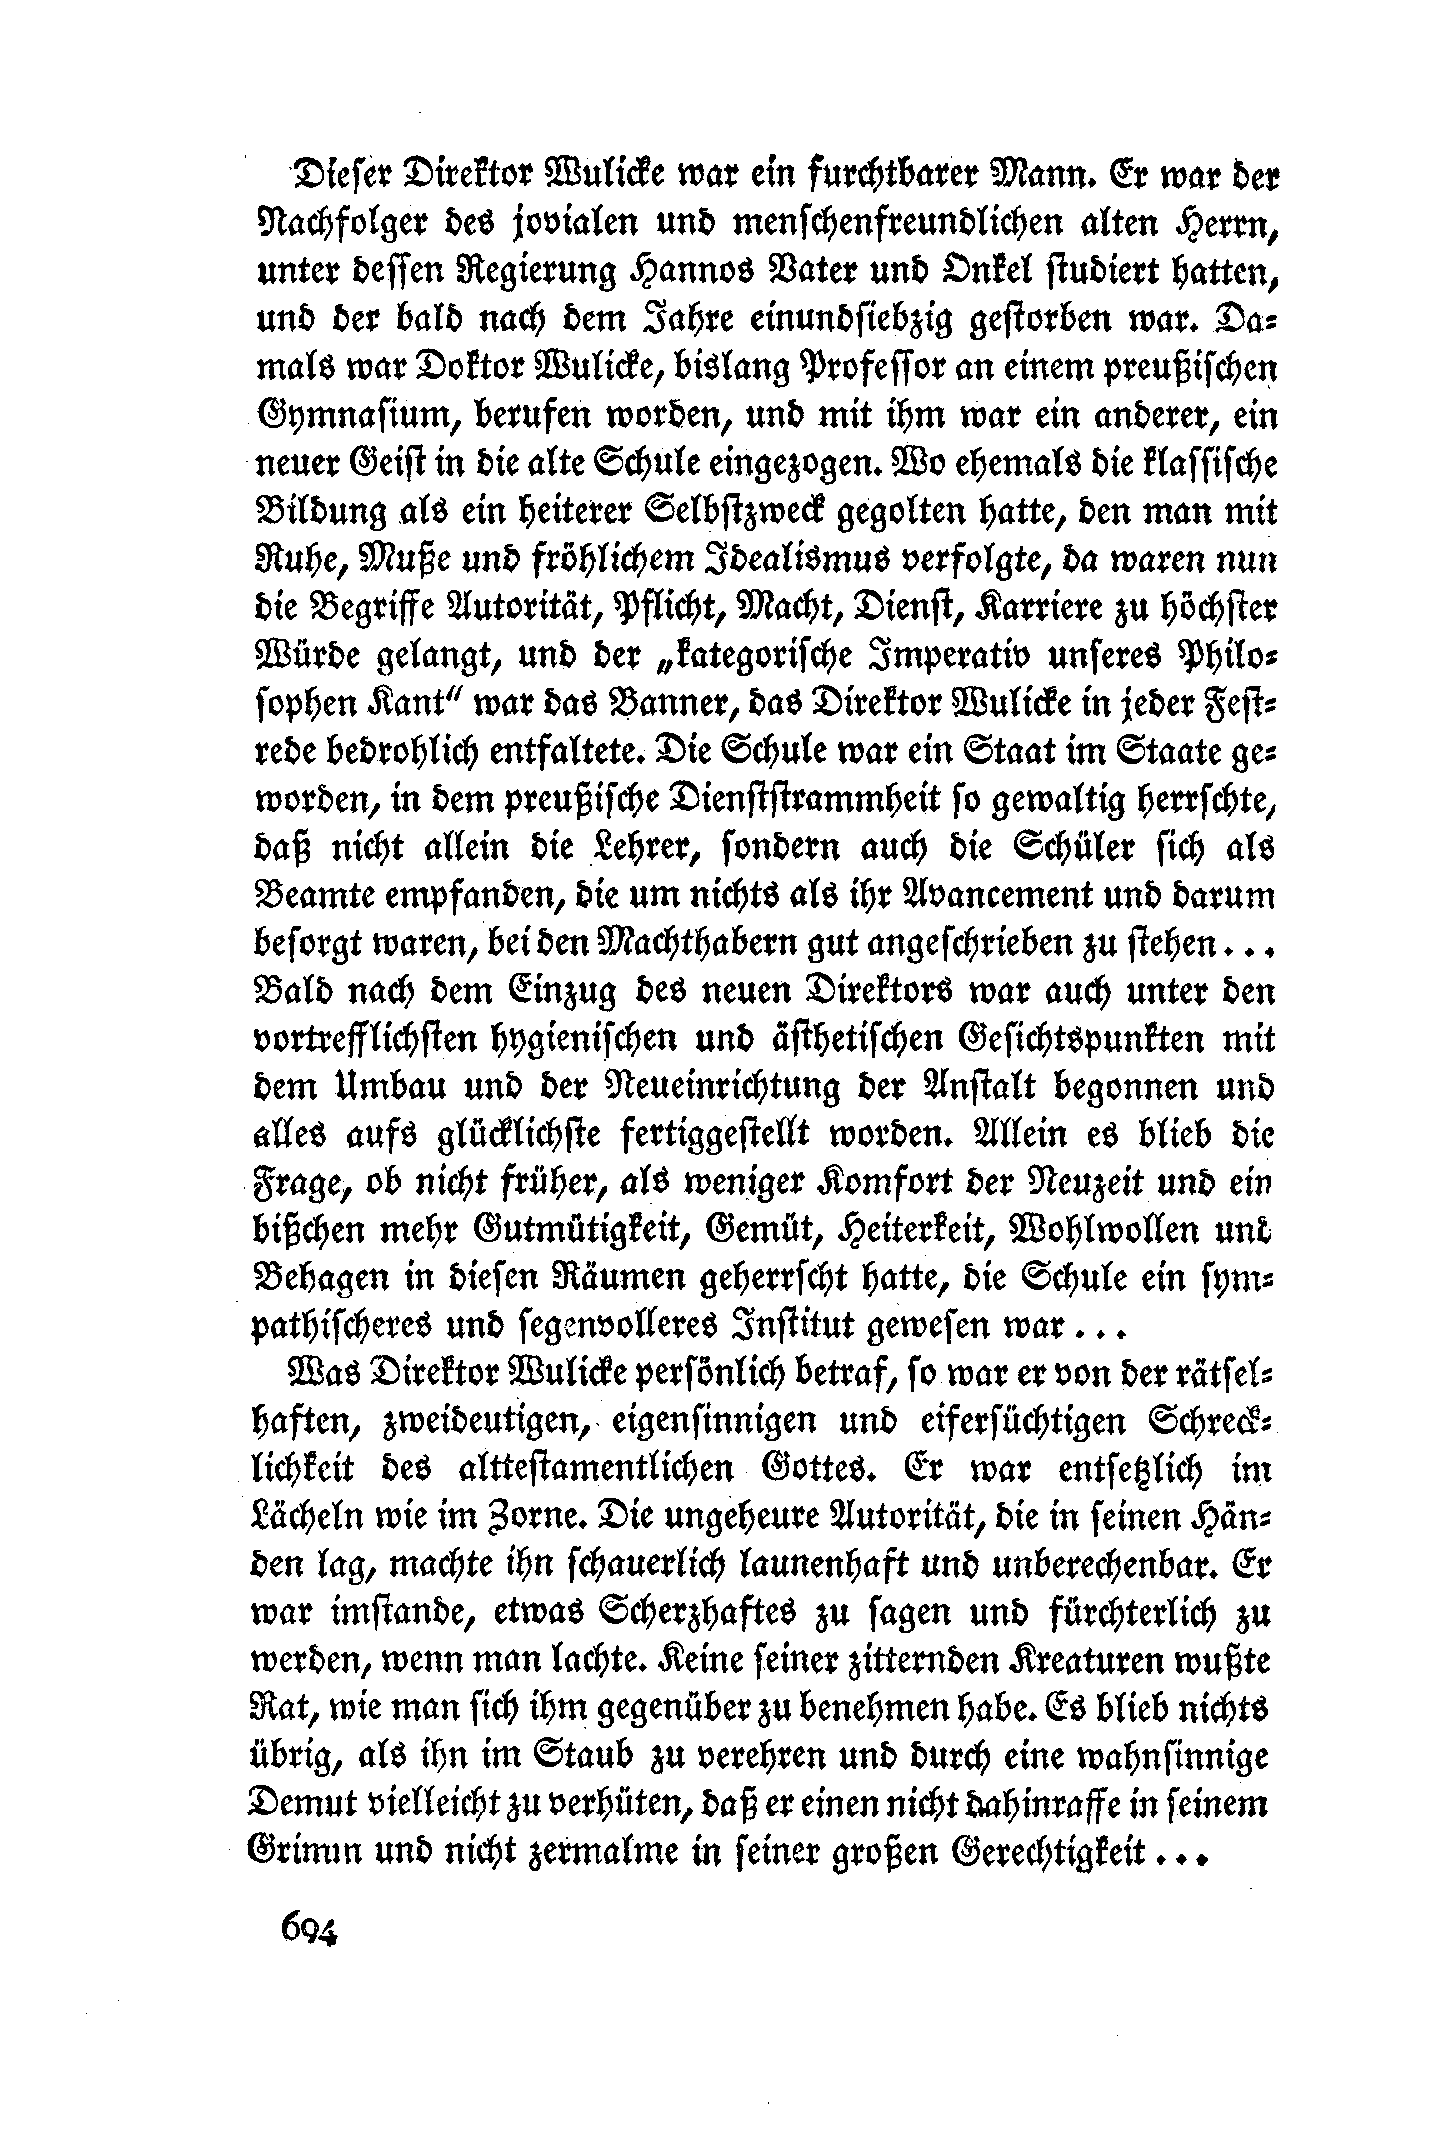 Dieser Direktor Wulicke war ein furchtbarer Mann. Er war der
Nachfolger des jovialen und menschenfreundlichen alten Herrn,
unter dessen Regierung Hannos Vater und Onkel studiert hatten,
und der bald nach dem Jahre einundsiebzig gestorben war. Da-
mals war Doktor Wulicke, bislang Professor an einem preußischen
Gymnasium, berufen worden, und mit ihm war ein anderer, ein
neuer Geist in die alte Schule eingezogen. Wo ehemals die klassische
Bildung als ein heiterer Selbstzweck gegolten hatte, den man mit
Ruhe, Muße und fröhlichem Idealismus verfolgte, da waren nun
die Begriffe Autorität, Pflicht, Macht, Dienst, Karriere zu höchster
Würde gelangt, und der „kategorische Imperativ unseres Philo-
sophen Kant“ war das Banner, das Direktor Wulicke in jeder Fest-
rede bedrohlich entfaltete. Die Schule war ein Staat im Staate ge-
worden, in dem preußische Dienststrammheit so gewaltig herrschte,
daß nicht allein die Lehrer, sondern auch die Schüler sich als
Beamte empfanden, die um nichts als ihr Avancement und darum
besorgt waren, bei den Machthabern gut angeschrieben zu stehen...
Bald nach dem Einzug des neuen Direktors war auch unter den
vortrefflichsten hygienischen und ästhetischen Gesichtspunkten mit
dem Umbau und der Neueinrichtung der Anstalt begonnen und
alles aufs glücklichste fertiggestellt worden. Allein es blieb die
Frage, ob nicht früher, als weniger Komfort der Neuzeit und ein
bißchen mehr Gutmütigkeit, Gemüt, Heiterkeit, Wohlwollen und
Behagen in diesen Räumen geherrscht hatte, die Schule ein sym-
pathischeres und segenvolleres Institut gewesen war...
Was Direktor Wulicke persönlich betraf, so war er von der rätsel-
haften, zweideutigen, eigensinnigen und eifersüchtigen Schreck-
lichkeit des alttestamentlichen Gottes. Er war entsetzlich im
Lächeln wie im Zorne. Die ungeheure Autorität, die in seinen Hän-
den lag, machte ihn schauerlich launenhaft und unberechenbar. Er
war imstande, etwas Scherzhaftes zu sagen und fürchterlich zu
werden, wenn man lachte. Keine seiner zitternden Kreaturen wußte
Rat, wie man sich ihm gegenüber zu benehmen habe. Es blieb nichts
übrig, als ihn im Staub zu verehren und durch eine wahnsinnige
Demut vielleicht zu verhüten, daß er einen nicht dahinraffe in seinem
Grimm und nicht zermalme in seiner großen Gerechtigkeit...
694